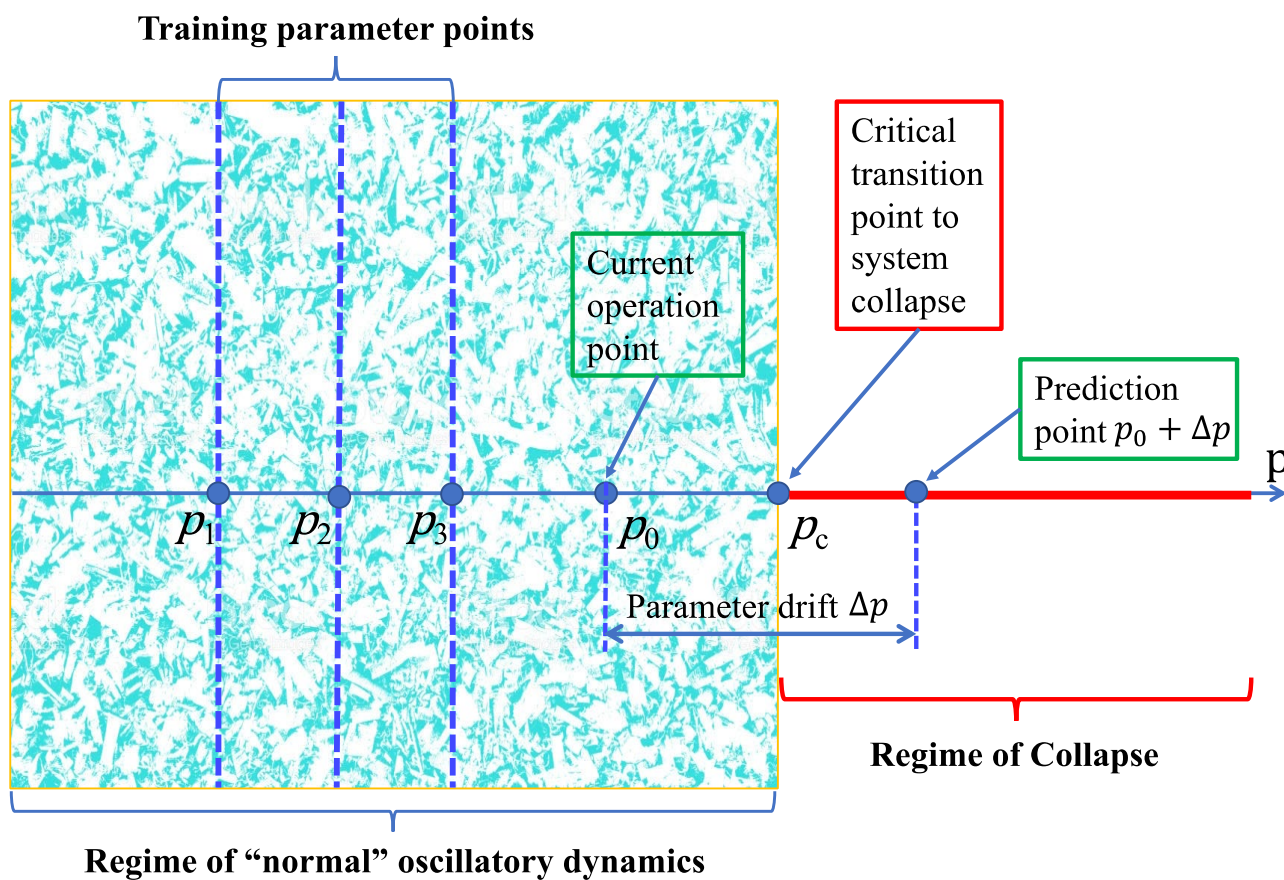 Training parameter points
Critical
transition
point to
system
collapse
Current
operation
point
Prediction
point p₀ + Δp
p
p₁
p₂
p₃
p₀
p_c
Parameter drift Δp
Regime of Collapse
Regime of “normal” oscillatory dynamics